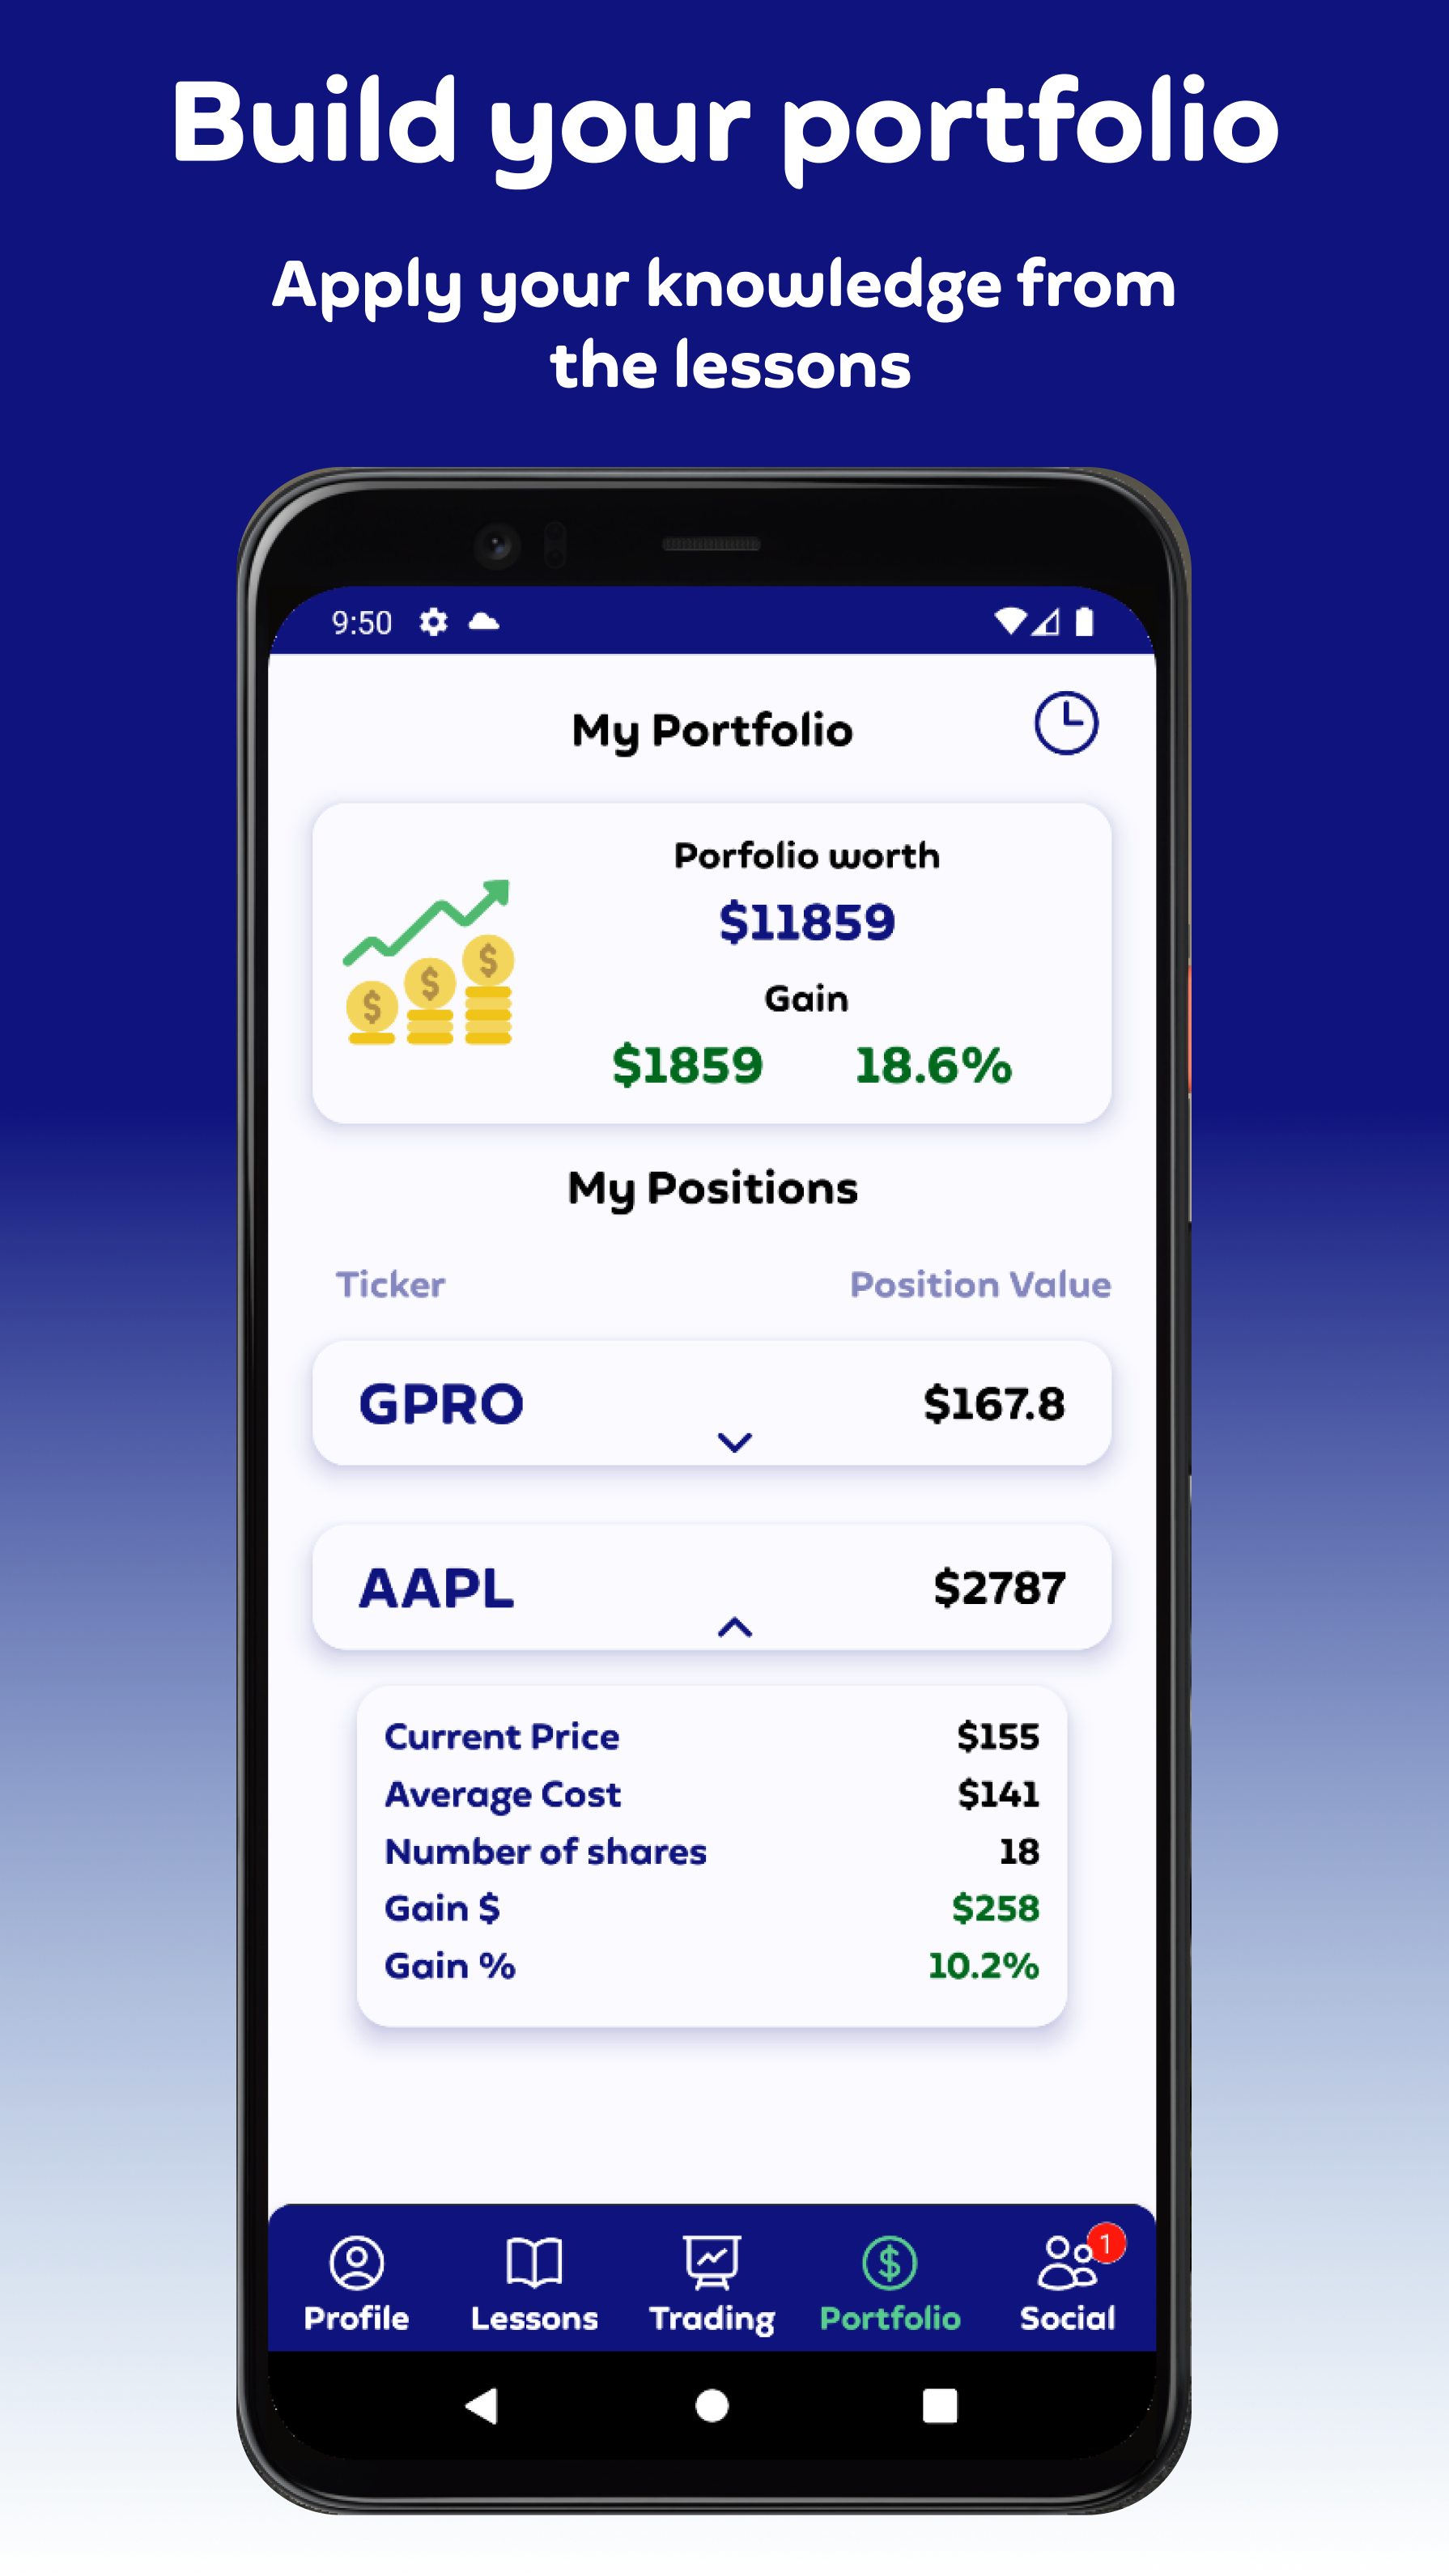 Build your portfolio
Apply your knowledge from
the lessons
9:50
My Portfolio
Porfolio worth
$11859
Gain
$1859 18.6%
My Positions
Ticker Position Value
GPRO $167.8
AAPL $2787
Current Price $155
Average Cost $141
Number of shares 18
Gain $ $258
Gain % 10.2%
1
Profile Lessons Trading Portfolio Social